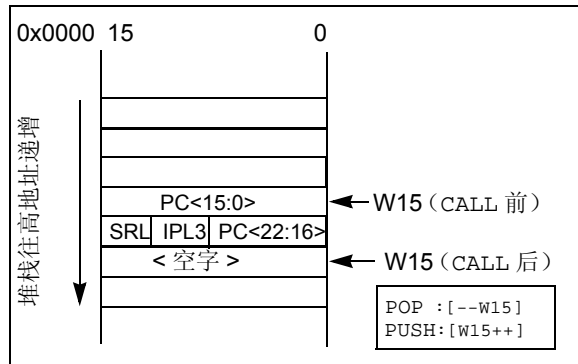 0x0000 15 0
堆栈往高地址递增
PC<15:0>
W15（CALL 前）
SRL IPL3 PC<22:16>
<空字>
W15（CALL 后）
POP :[--W15]
PUSH:[W15++]